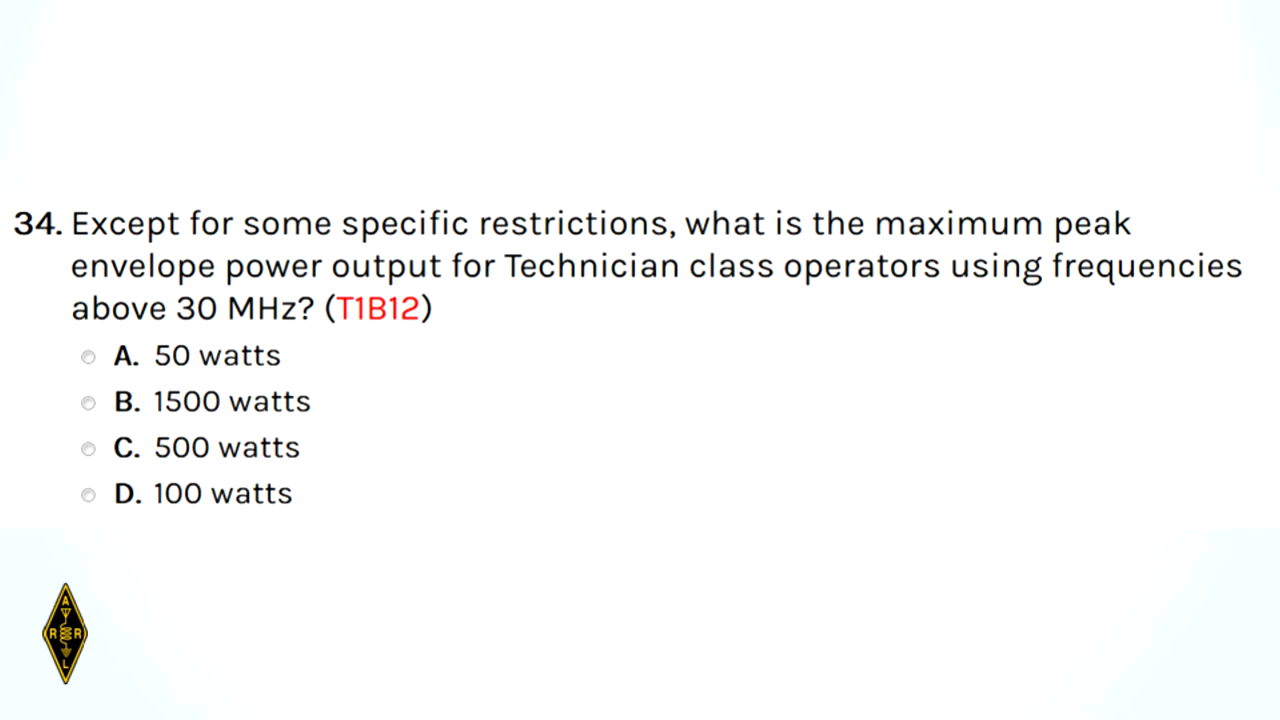 34. Except for some specific restrictions, what is the maximum peak
envelope power output for Technician class operators using frequencies
above 30 MHz? (T1B12)
A. 50 watts
B. 1500 watts
C. 500 watts
D. 100 watts
A
R R
L